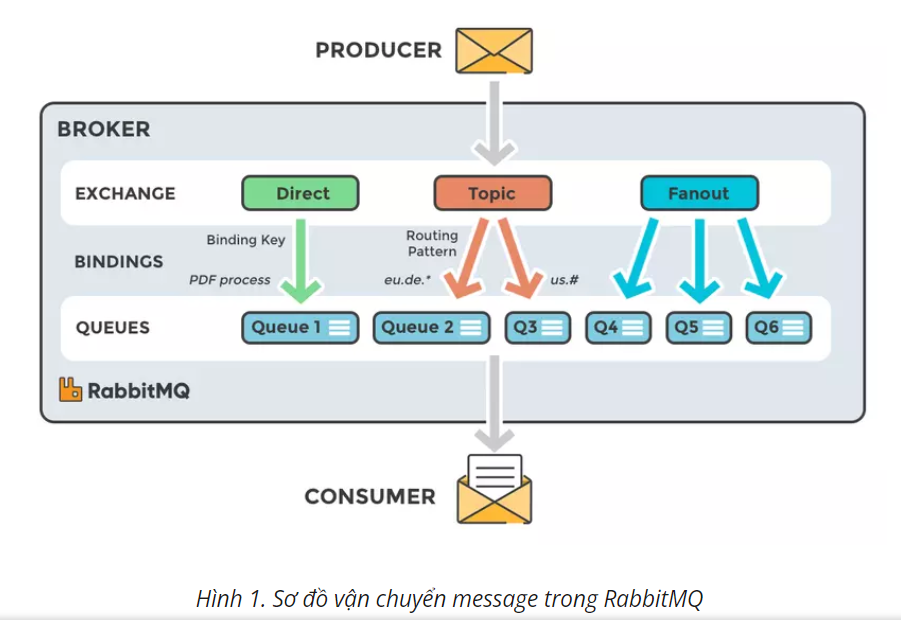 PRODUCER
BROKER
EXCHANGE
Direct
Topic
Fanout
BINDINGS
Binding Key
PDF process
Routing
Pattern
eu.de.*
us.#
QUEUES
Queue 1
Queue 2
Q3
Q4
Q5
Q6
RabbitMQ
CONSUMER
Hình 1. Sơ đồ vận chuyển message trong RabbitMQ